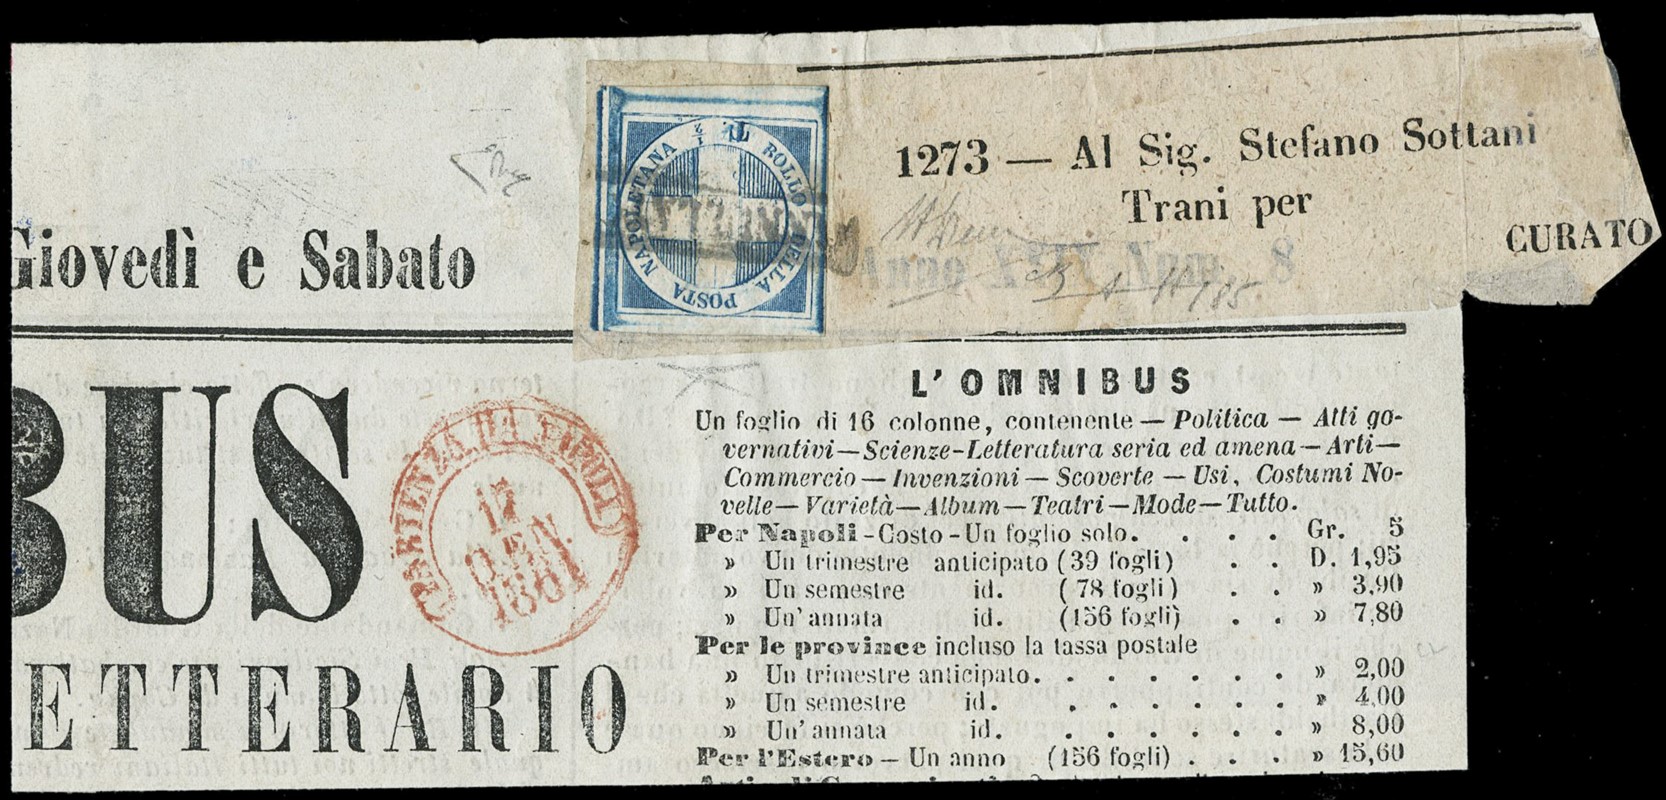 1273 — Al Sig. Stefano Sottani
Trani per
CURATO
BOLLO DELLA POSTA NAPOLETANA
ANNULLATO
Giovedì e Sabato
BUS
ETTERARIO
PARTENZA DA NAPOLI
17
GEN.
1861
L'OMNIBUS
Un foglio di 16 colonne, contenente — Politica — Atti go-
vernativi — Scienze-Letteratura seria ed amena — Arti —
Commercio — Invenzioni — Scoverte — Usi, Costumi No-
velle — Varietà — Album — Teatri — Mode — Tutto.
Per Napoli - Costo - Un foglio solo. . . . Gr. 5
» Un trimestre anticipato (39 fogli) . . D. 1,95
» Un semestre id. (78 fogli) . . » 3,90
» Un'annata id. (156 fogli) . . » 7,80
Per le province incluso la tassa postale
» Un trimestre anticipato. . . . . . . » 2,00
» Un semestre id. . . . . . . » 4,00
» Un'annata id. . . . . . . » 8,00
Per l'Estero — Un anno (156 fogli) . . . » 15,60